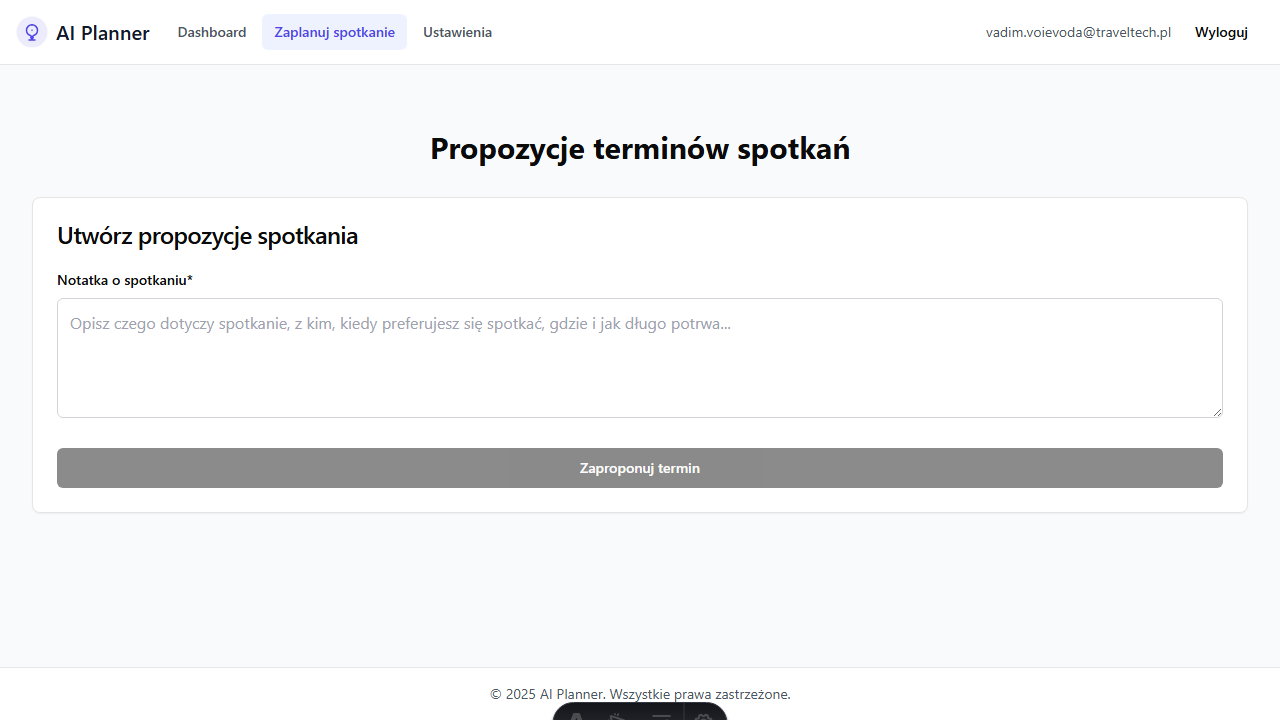 AI Planner
Dashboard
Zaplanuj spotkanie
Ustawienia
vadim.voievoda@traveltech.pl
Wyloguj
Propozycje terminów spotkań
Utwórz propozycje spotkania
Notatka o spotkaniu*
Opisz czego dotyczy spotkanie, z kim, kiedy preferujesz się spotkać, gdzie i jak długo potrwa...
Zaproponuj termin
© 2025 AI Planner. Wszystkie prawa zastrzeżone.